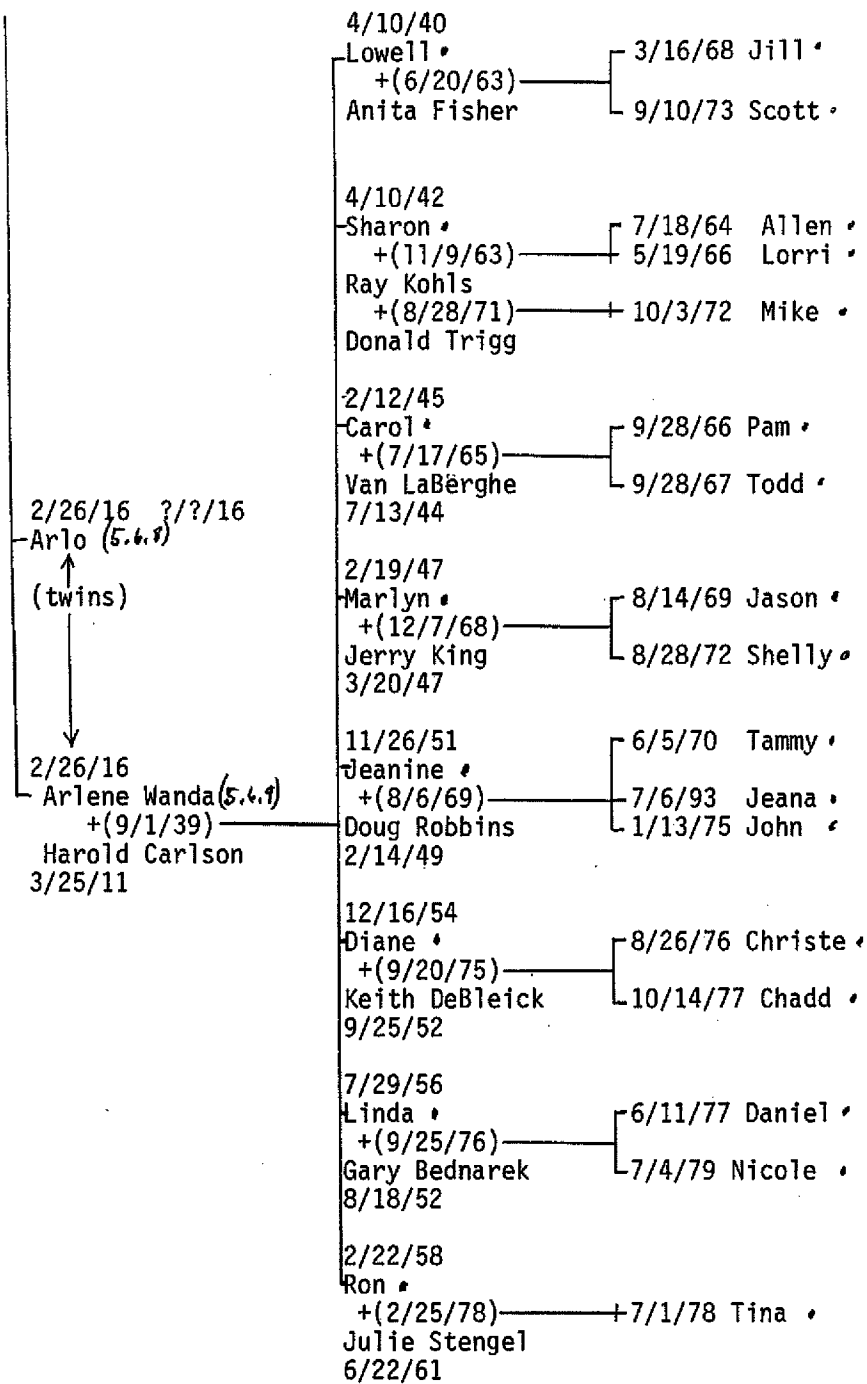 4/10/40
Lowell
+(6/20/63)
Anita Fisher
3/16/68 Jill
9/10/73 Scott
4/10/42
Sharon
+(11/9/63)
Ray Kohls
+(8/28/71)
Donald Trigg
7/18/64 Allen
5/19/66 Lorri
10/3/72 Mike
2/12/45
Carol
+(7/17/65)
Van LaBërghe
7/13/44
9/28/66 Pam
9/28/67 Todd
2/26/16 ?/?/16
Arlo (5.6.8)
(twins)
2/26/16
Arlene Wanda (5.6.9)
+(9/1/39)
Harold Carlson
3/25/11
2/19/47
Marlyn
+(12/7/68)
Jerry King
3/20/47
8/14/69 Jason
8/28/72 Shelly
11/26/51
Jeanine
+(8/6/69)
Doug Robbins
2/14/49
6/5/70 Tammy
7/6/93 Jeana
1/13/75 John
12/16/54
Diane
+(9/20/75)
Keith DeBleick
9/25/52
8/26/76 Christe
10/14/77 Chadd
7/29/56
Linda
+(9/25/76)
Gary Bednarek
8/18/52
6/11/77 Daniel
7/4/79 Nicole
2/22/58
Ron
+(2/25/78)
Julie Stengel
6/22/61
7/1/78 Tina